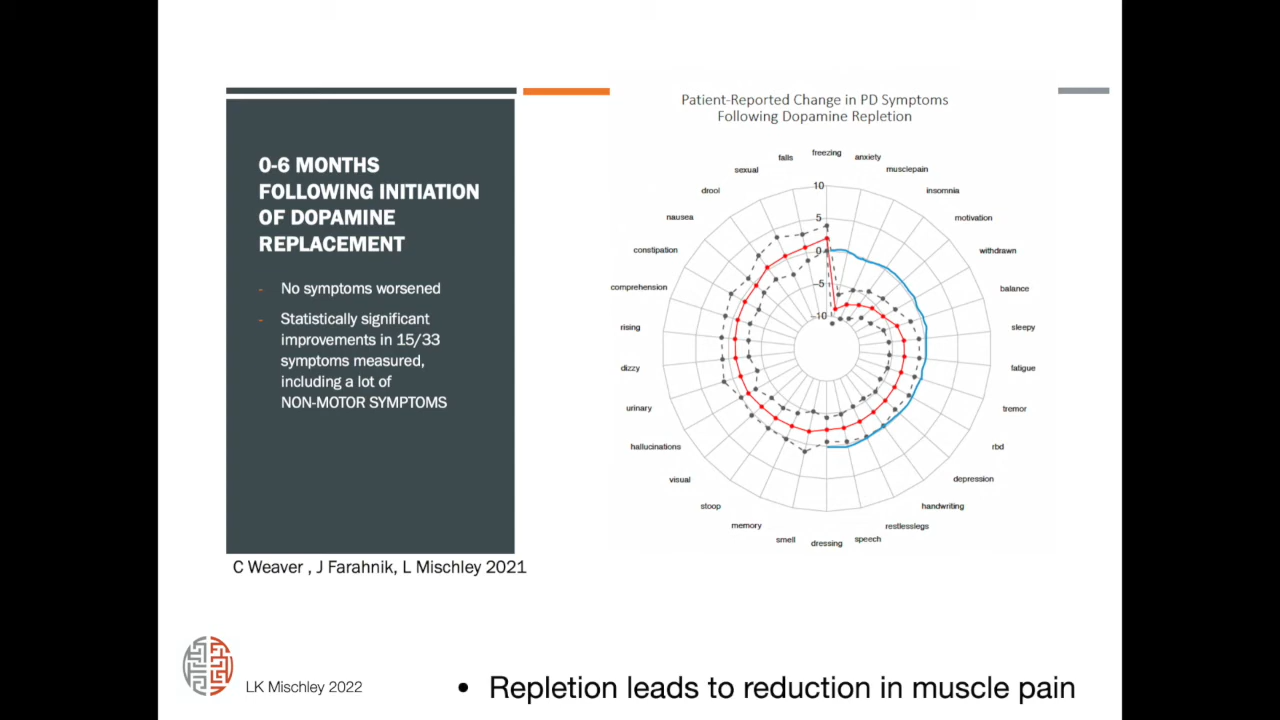 0-6 MONTHS
FOLLOWING INITIATION
OF DOPAMINE
REPLACEMENT
- No symptoms worsened
- Statistically significant
improvements in 15/33
symptoms measured,
including a lot of
NON-MOTOR SYMPTOMS
C Weaver , J Farahnik, L Mischley 2021
Patient-Reported Change in PD Symptoms
Following Dopamine Repletion
freezing
anxiety
musclepain
insomnia
motivation
withdrawn
balance
sleepy
fatigue
tremor
rbd
depression
handwriting
restlesslegs
speech
dressing
smell
memory
stoop
visual
hallucinations
urinary
dizzy
rising
comprehension
constipation
nausea
drool
sexual
falls
10
5
0
-5
-10
LK Mischley 2022
• Repletion leads to reduction in muscle pain